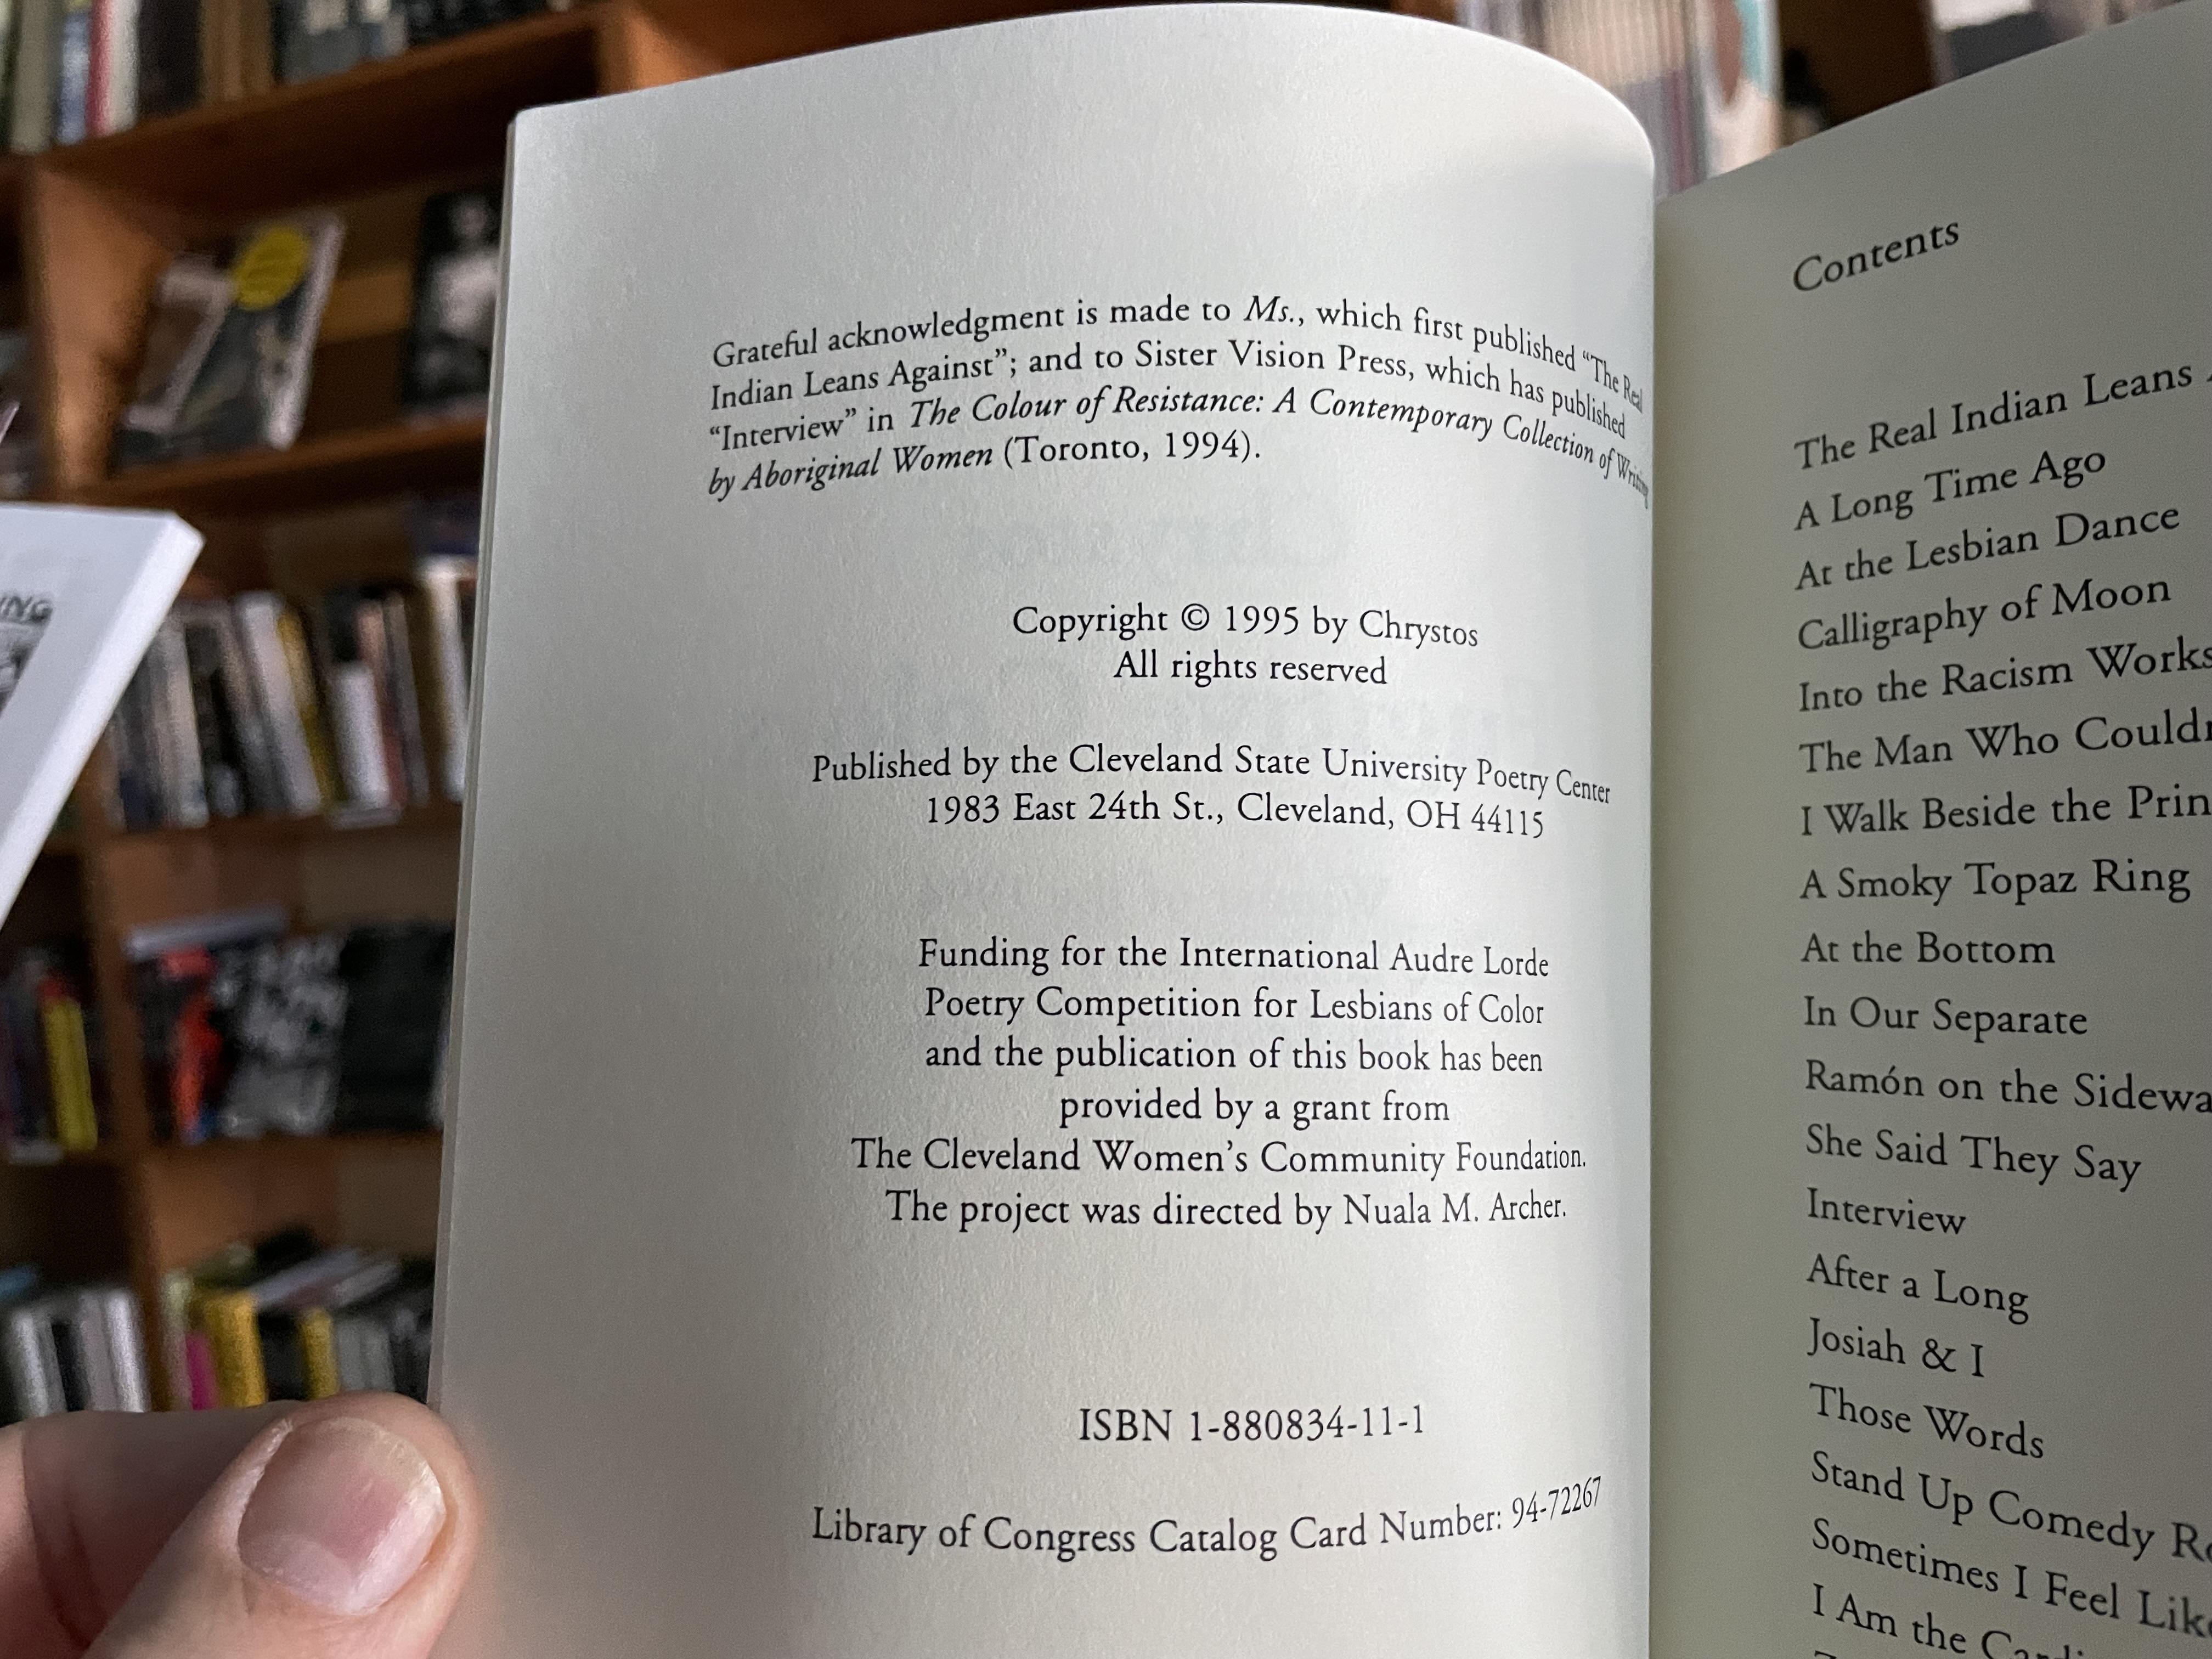 Grateful acknowledgment is made to Ms., which first published “The Real
Indian Leans Against”; and to Sister Vision Press, which has published
“Interview” in The Colour of Resistance: A Contemporary Collection of Writing
by Aboriginal Women (Toronto, 1994).
Copyright © 1995 by Chrystos
All rights reserved
Published by the Cleveland State University Poetry Center
1983 East 24th St., Cleveland, OH 44115
Funding for the International Audre Lorde
Poetry Competition for Lesbians of Color
and the publication of this book has been
provided by a grant from
The Cleveland Women’s Community Foundation.
The project was directed by Nuala M. Archer.
ISBN 1-880834-11-1
Library of Congress Catalog Card Number: 94-72267
Contents
The Real Indian Leans
A Long Time Ago
At the Lesbian Dance
Calligraphy of Moon
Into the Racism Works
The Man Who Could
I Walk Beside the Prin
A Smoky Topaz Ring
At the Bottom
In Our Separate
Ramón on the Sidewa
She Said They Say
Interview
After a Long
Josiah & I
Those Words
Stand Up Comedy
Sometimes I Feel Lik
I Am the